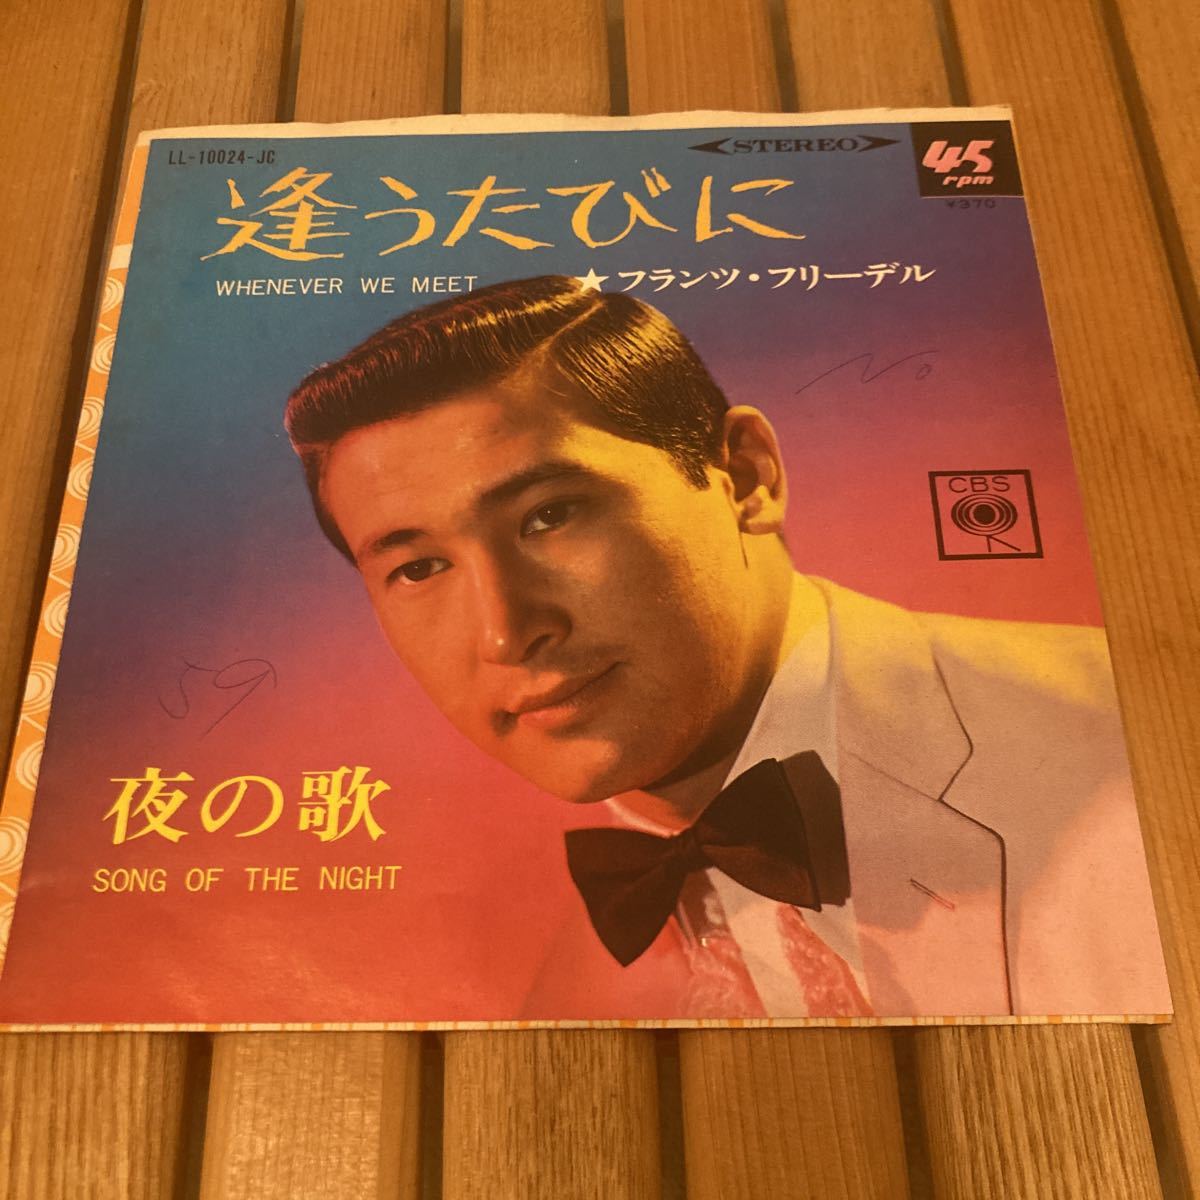 LL-10024-JC
STEREO
45
rpm
¥370
逢うたびに
WHENEVER WE MEET
★フランツ・フリーデル
No
CBS
59
夜の歌
SONG OF THE NIGHT